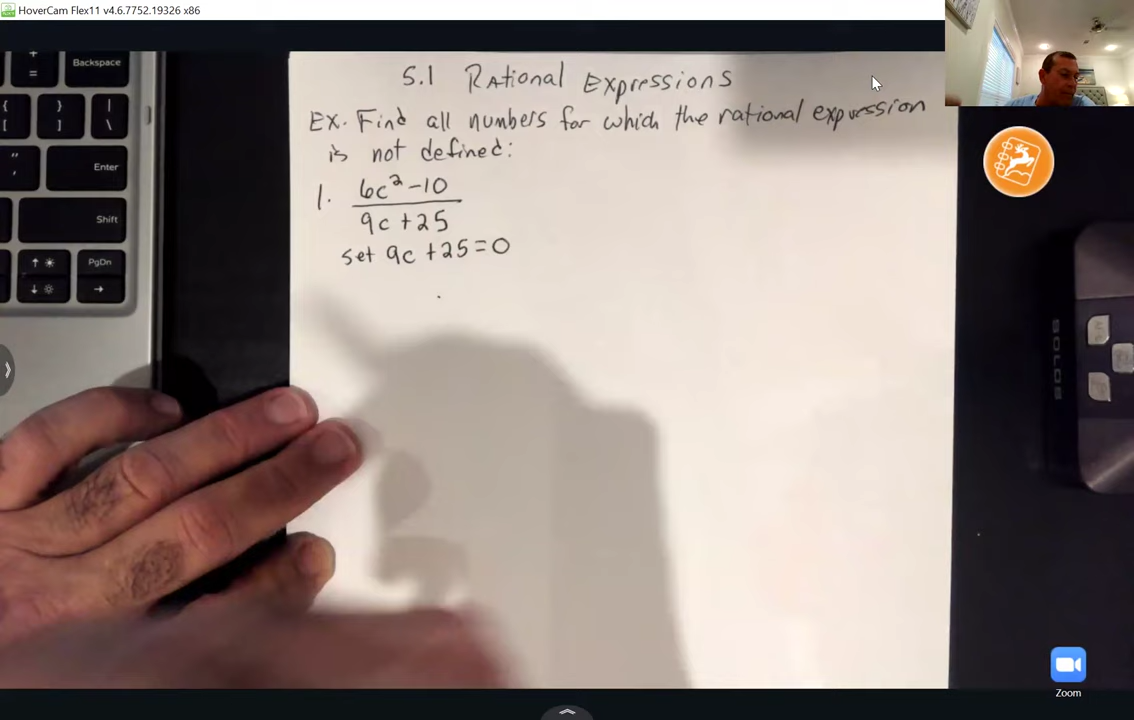 HoverCam Flex11 v4.6.7752.19326 x86
5.1 Rational Expressions
Ex. Find all numbers for which the rational expression
is not defined:
1. 6c²-10
9c+25
set 9c+25=0
+
=
Backspace
{
[
}
]
|
\
"
'
Enter
Shift
PgDn
SOLOS
Zoom